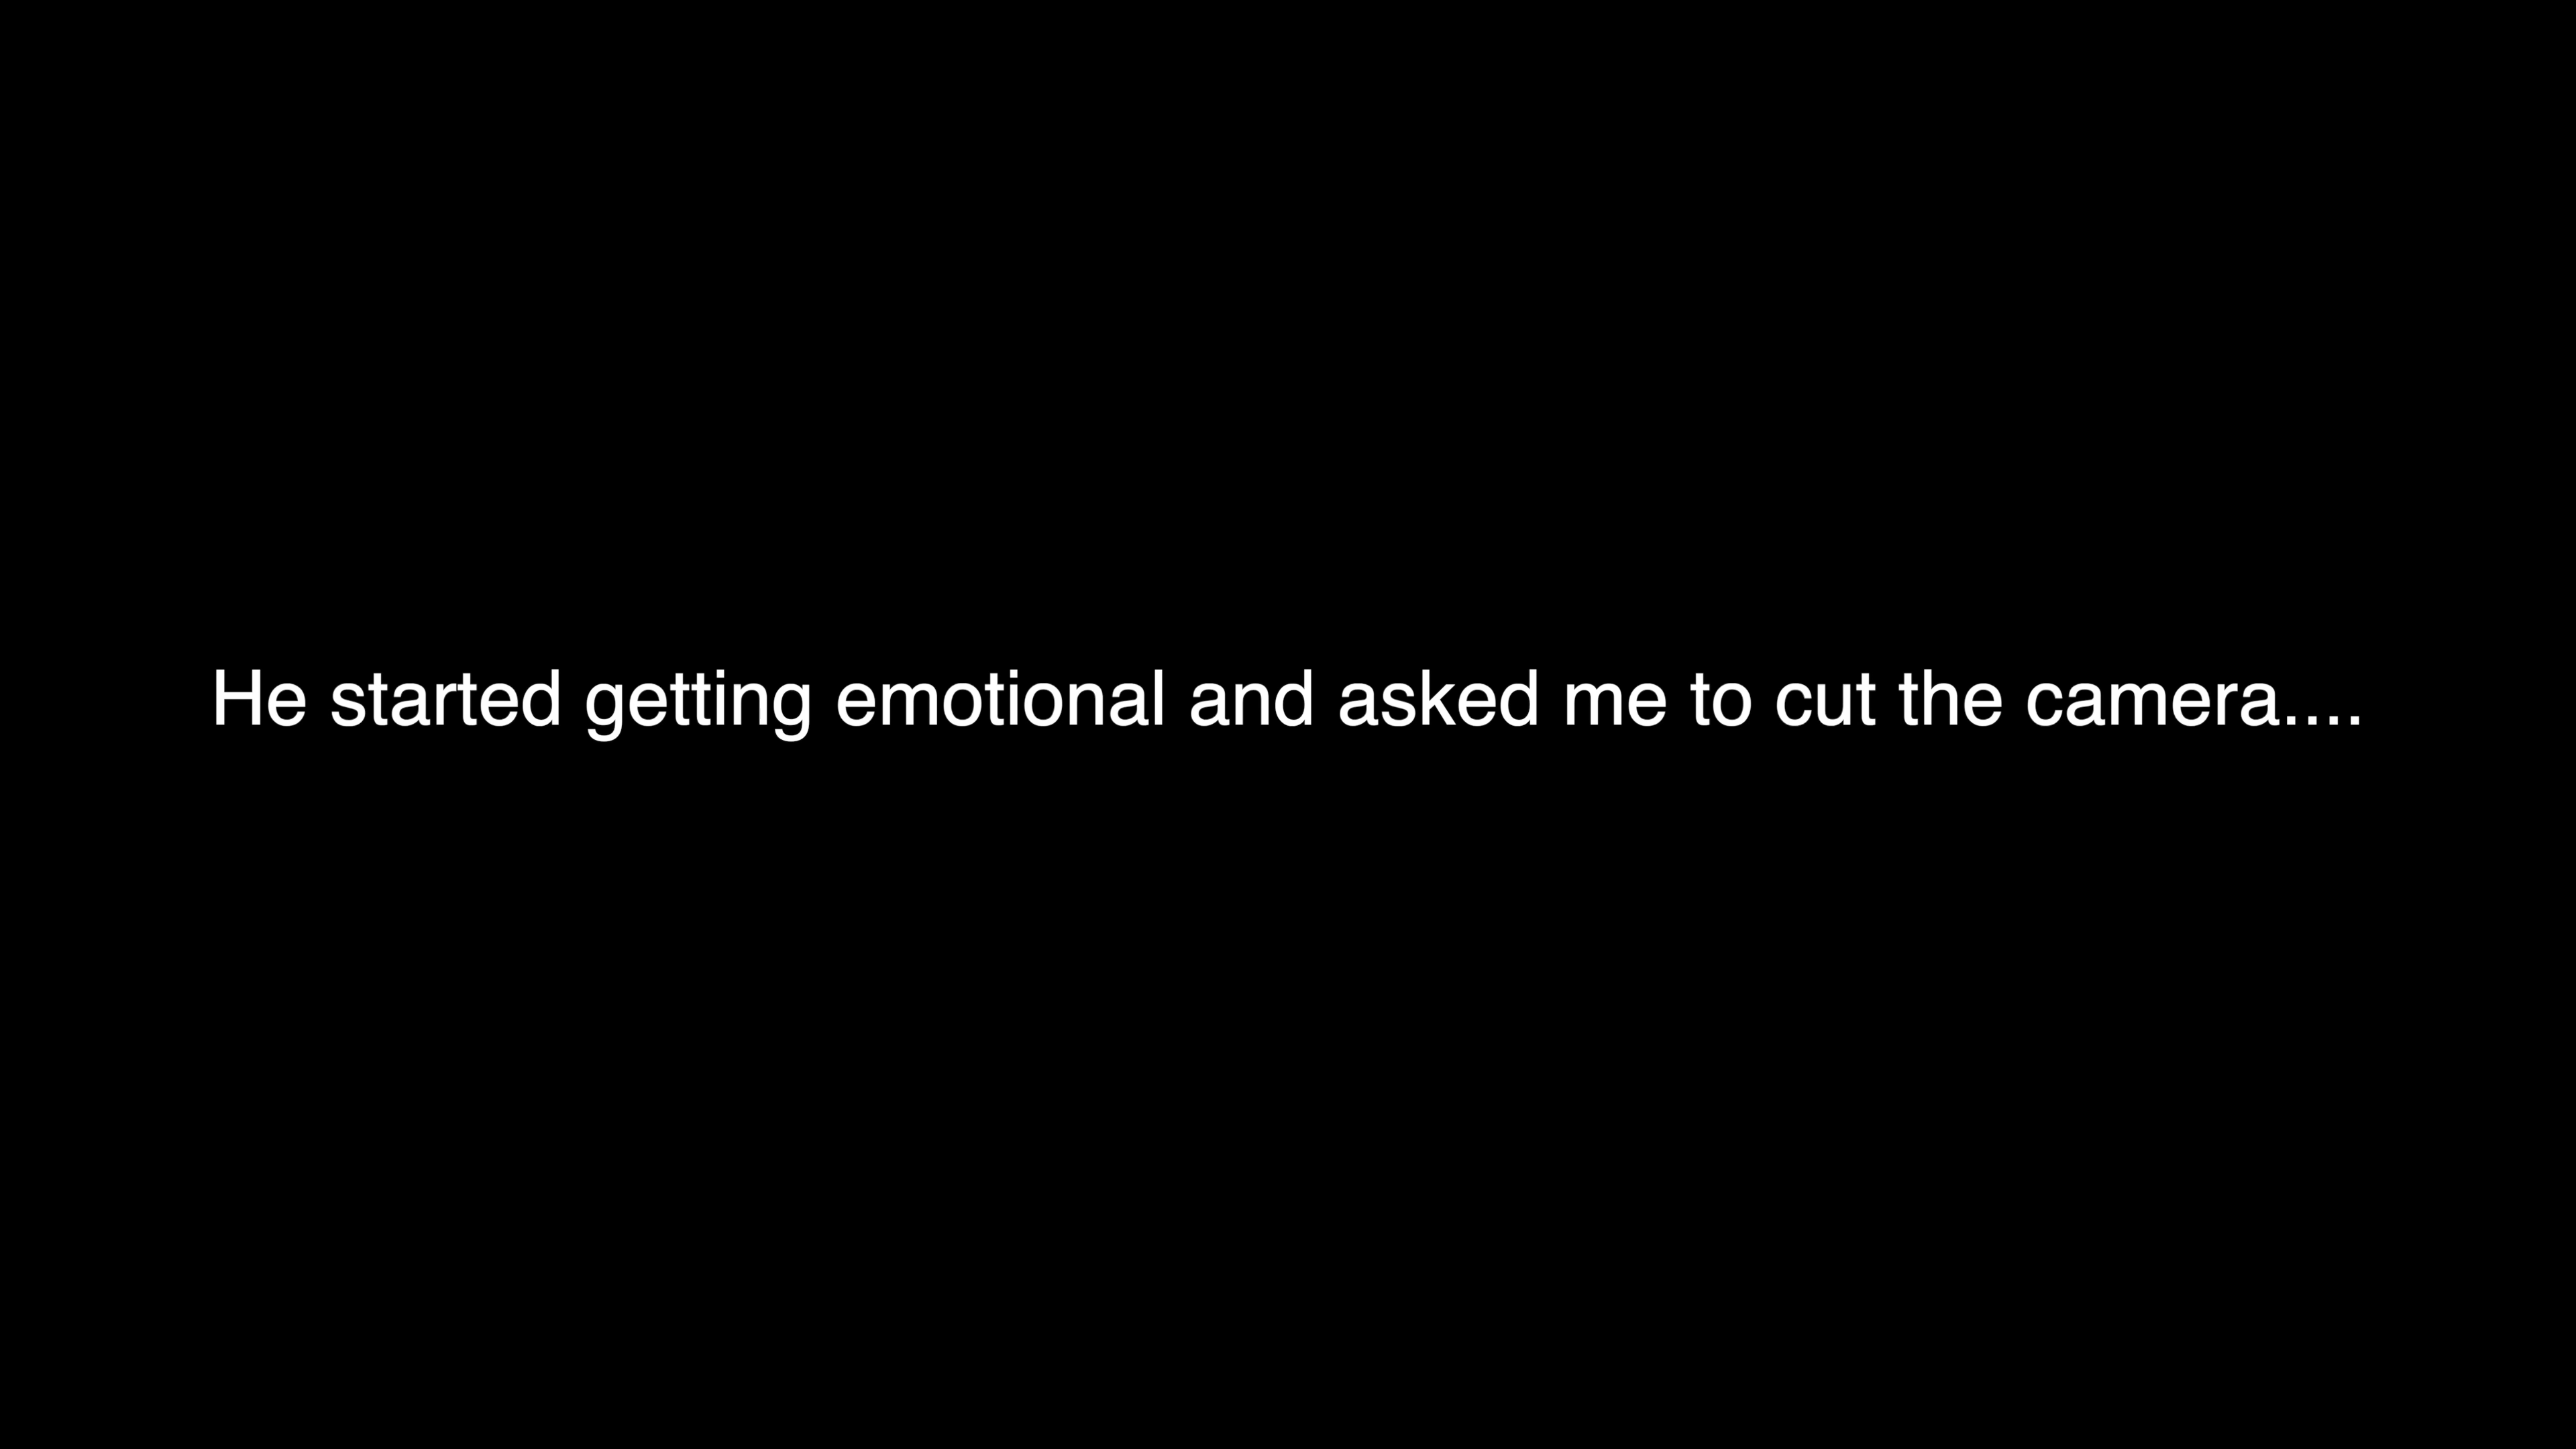 He started getting emotional and asked me to cut the camera....